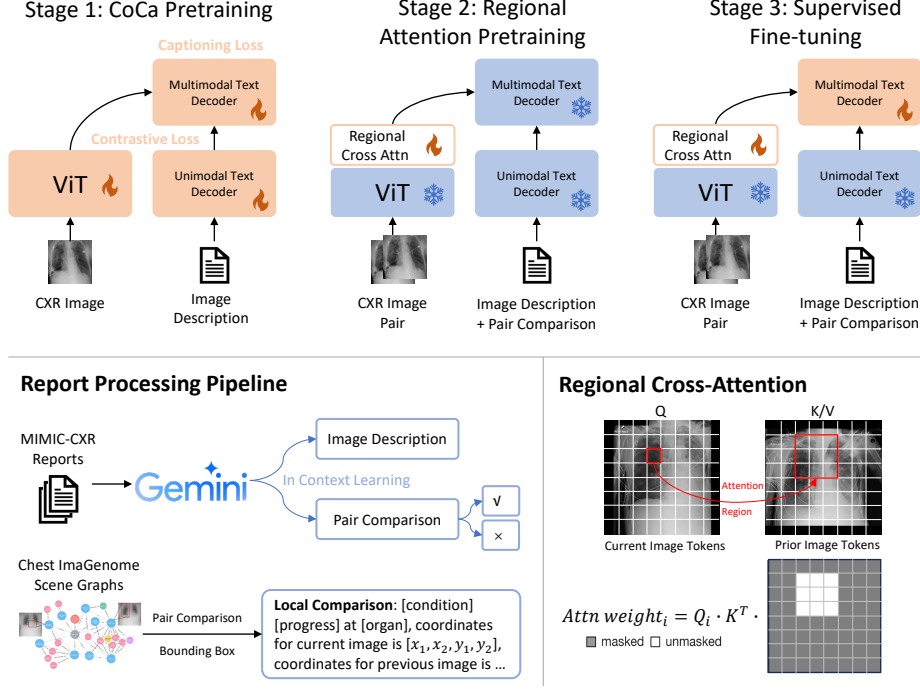 Stage 1: CoCa Pretraining
Captioning Loss
Multimodal Text
Decoder
Contrastive Loss
ViT
Unimodal Text
Decoder
CXR Image
Image
Description
Stage 2: Regional
Attention Pretraining
Multimodal Text
Decoder
Regional
Cross Attn
ViT
Unimodal Text
Decoder
CXR Image
Pair
Image Description
+ Pair Comparison
Stage 3: Supervised
Fine-tuning
Multimodal Text
Decoder
Regional
Cross Attn
ViT
Unimodal Text
Decoder
CXR Image
Pair
Image Description
+ Pair Comparison
Report Processing Pipeline
MIMIC-CXR
Reports
Gemini
In Context Learning
Image Description
Pair Comparison
√
×
Chest ImaGenome
Scene Graphs
Pair Comparison
Bounding Box
Local Comparison: [condition]
[progress] at [organ], coordinates
for current image is [x₁, x₂, y₁, y₂],
coordinates for previous image is ...
Regional Cross-Attention
Q
K/V
Attention
Region
Current Image Tokens
Prior Image Tokens
Attn weightᵢ = Qᵢ · Kᵀ ·
masked
unmasked